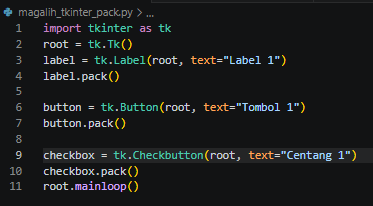 magalih_tkinter_pack.py > ...
1 import tkinter as tk
2 root = tk.Tk()
3 label = tk.Label(root, text="Label 1")
4 label.pack()
5
6 button = tk.Button(root, text="Tombol 1")
7 button.pack()
8
9 checkbox = tk.Checkbutton(root, text="Centang 1")
10 checkbox.pack()
11 root.mainloop()